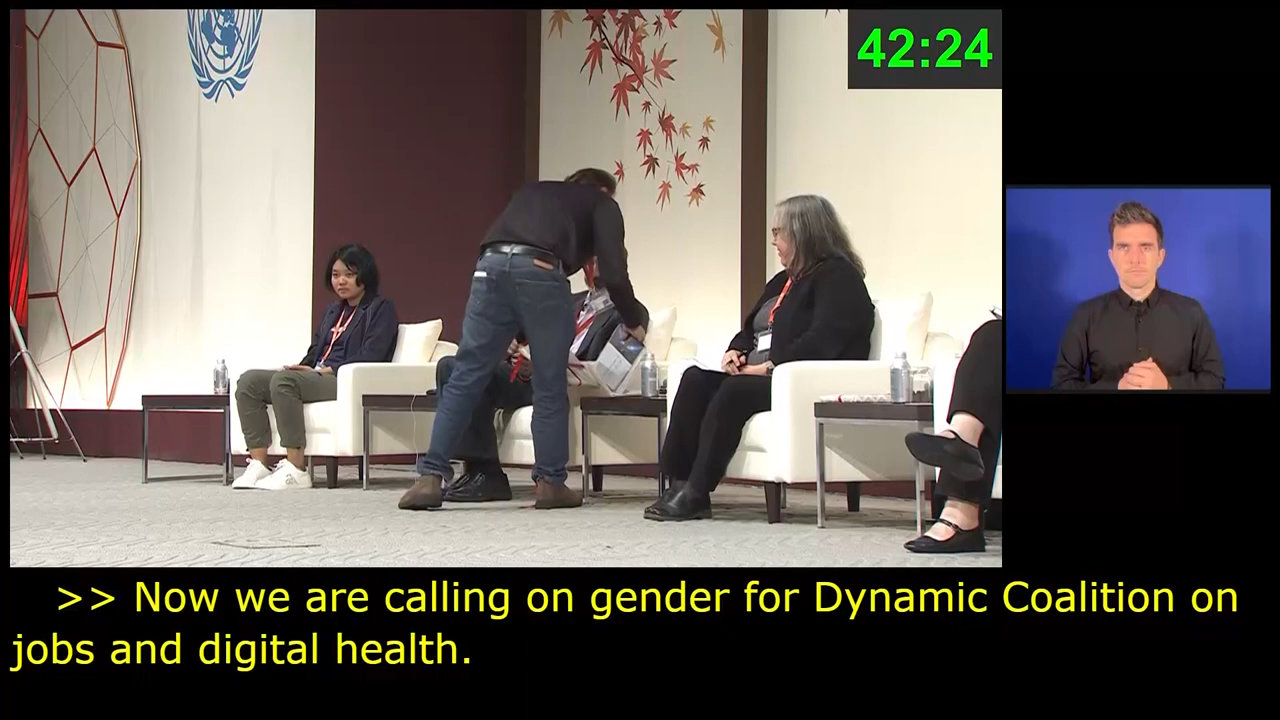 42:24
>> Now we are calling on gender for Dynamic Coalition on
jobs and digital health.